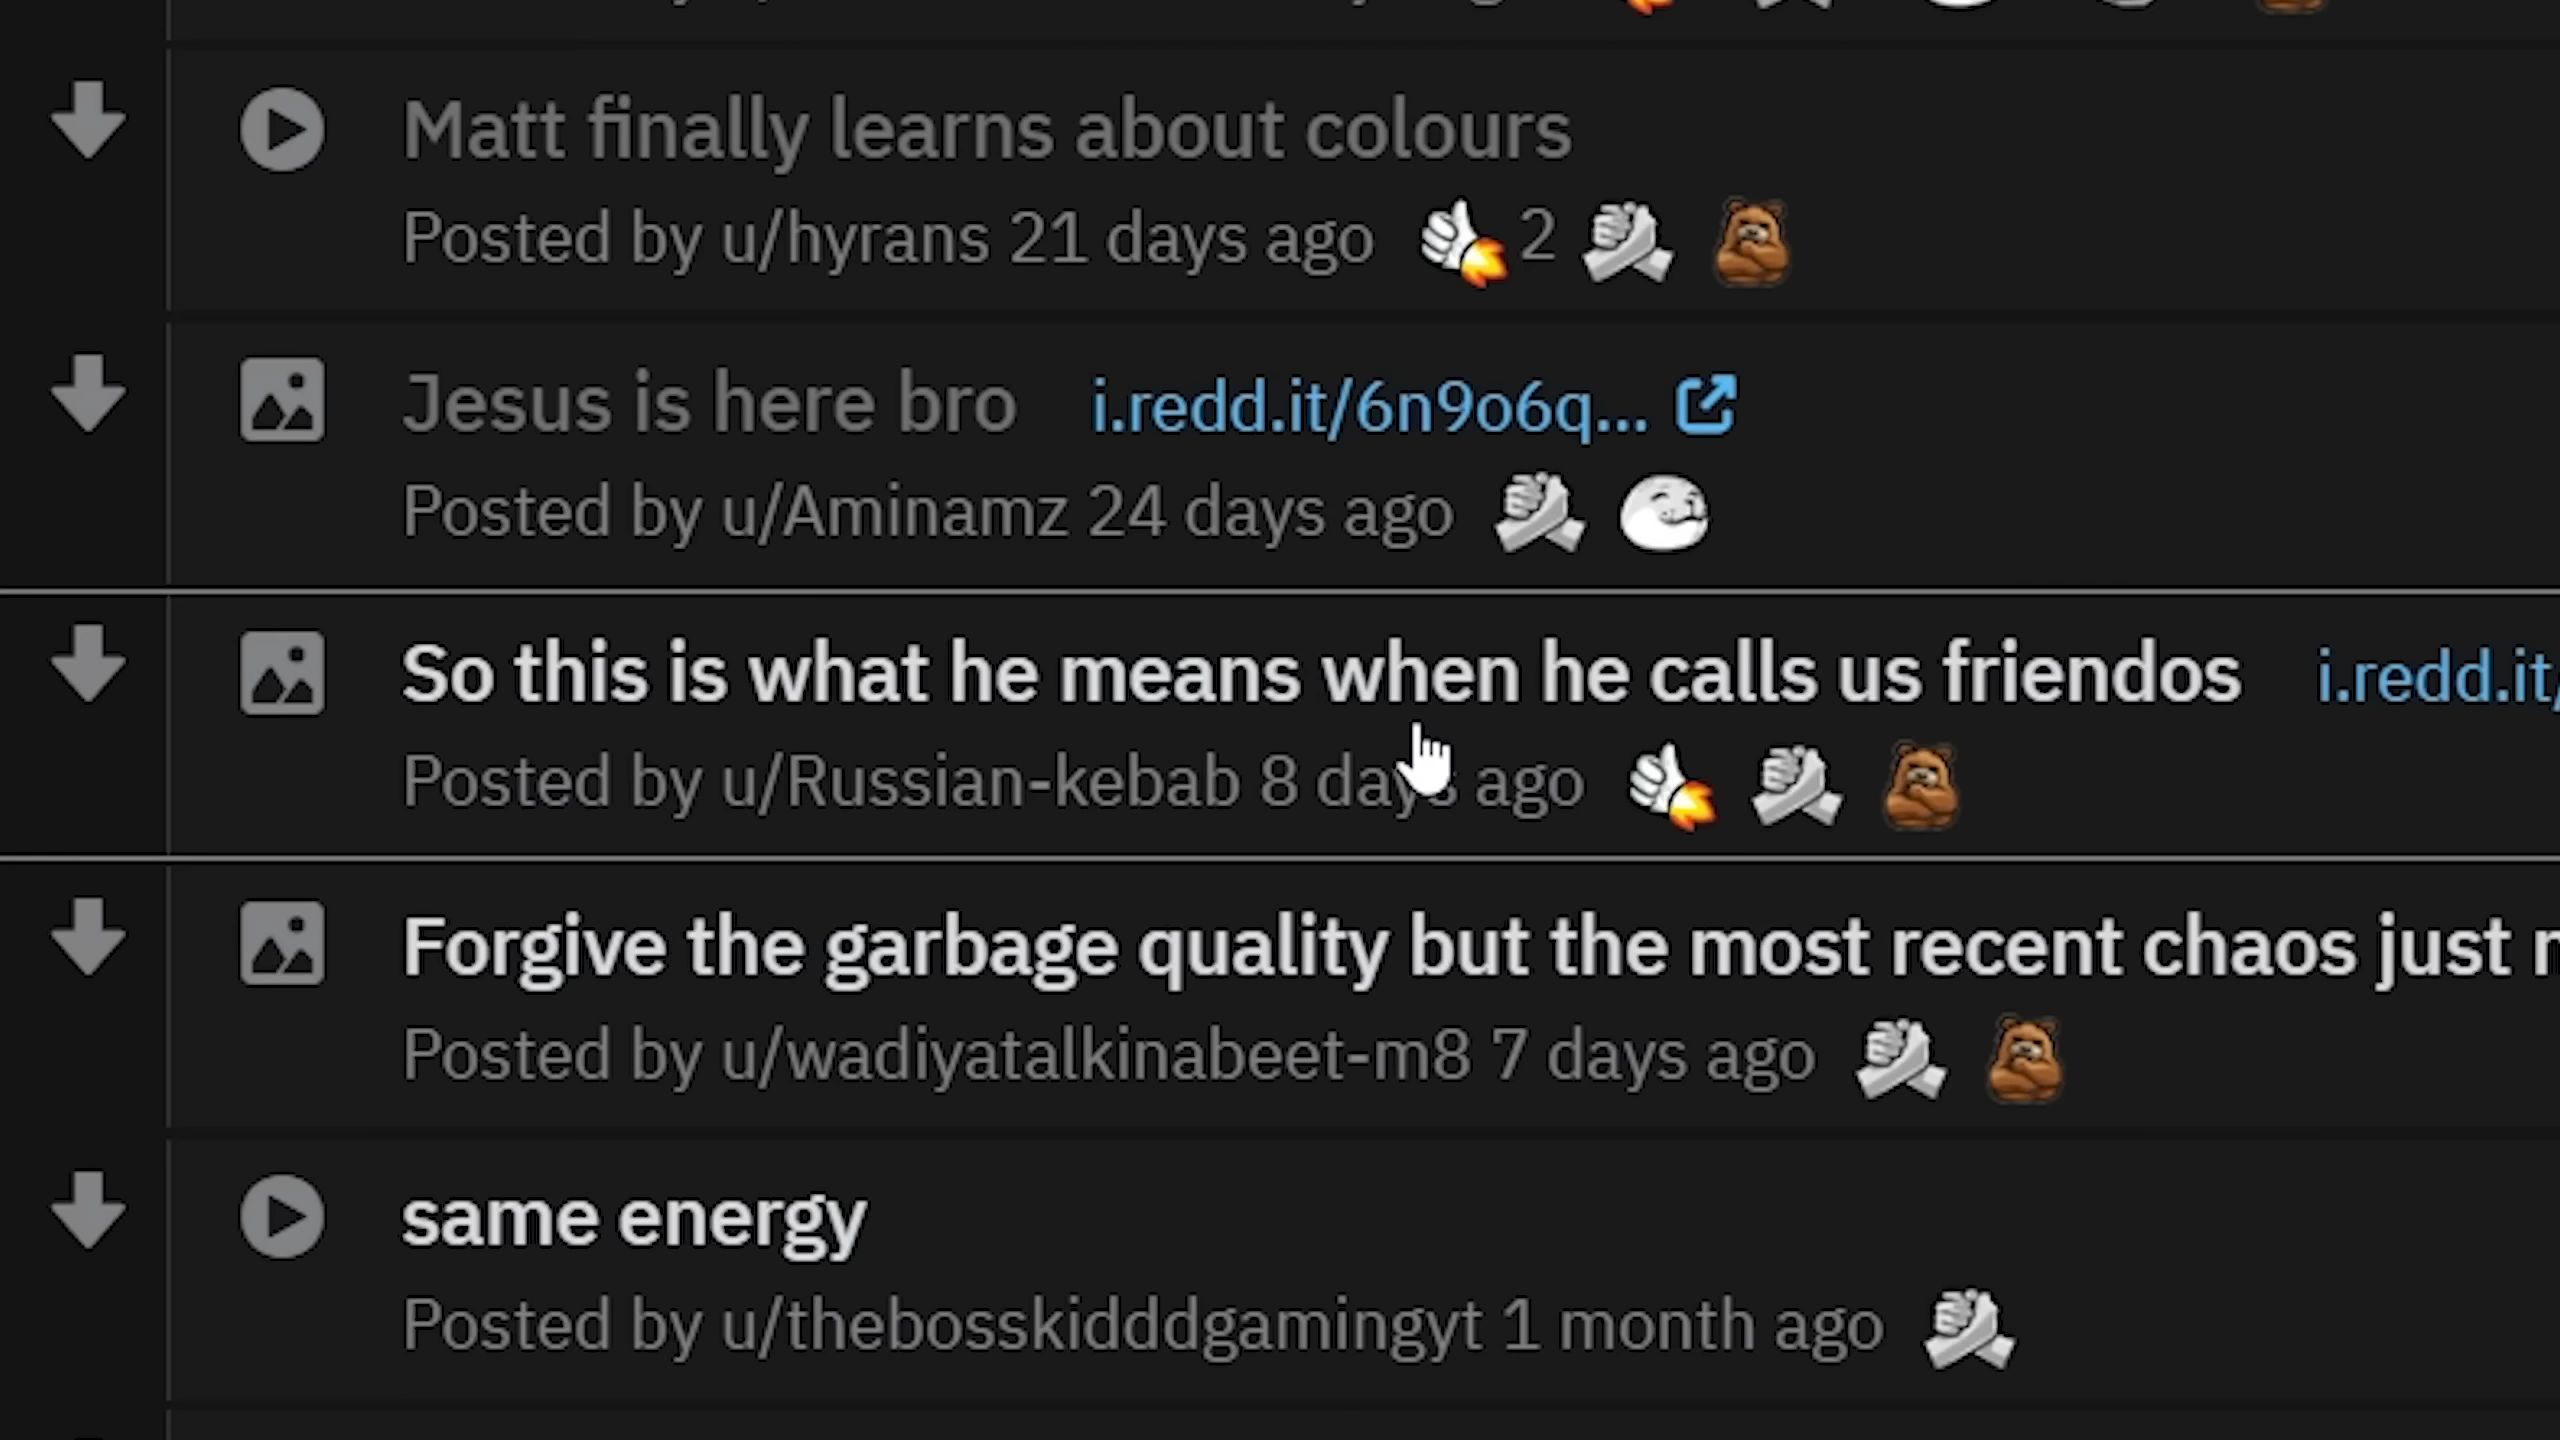 Matt finally learns about colours
Posted by u/hyrans 21 days ago 2
Jesus is here bro i.redd.it/6n9o6q...
Posted by u/Aminamz 24 days ago
So this is what he means when he calls us friendos i.redd.it/
Posted by u/Russian-kebab 8 days ago
Forgive the garbage quality but the most recent chaos just
Posted by u/wadiyatalkinabeet-m8 7 days ago
same energy
Posted by u/thebosskidddgamingyt 1 month ago